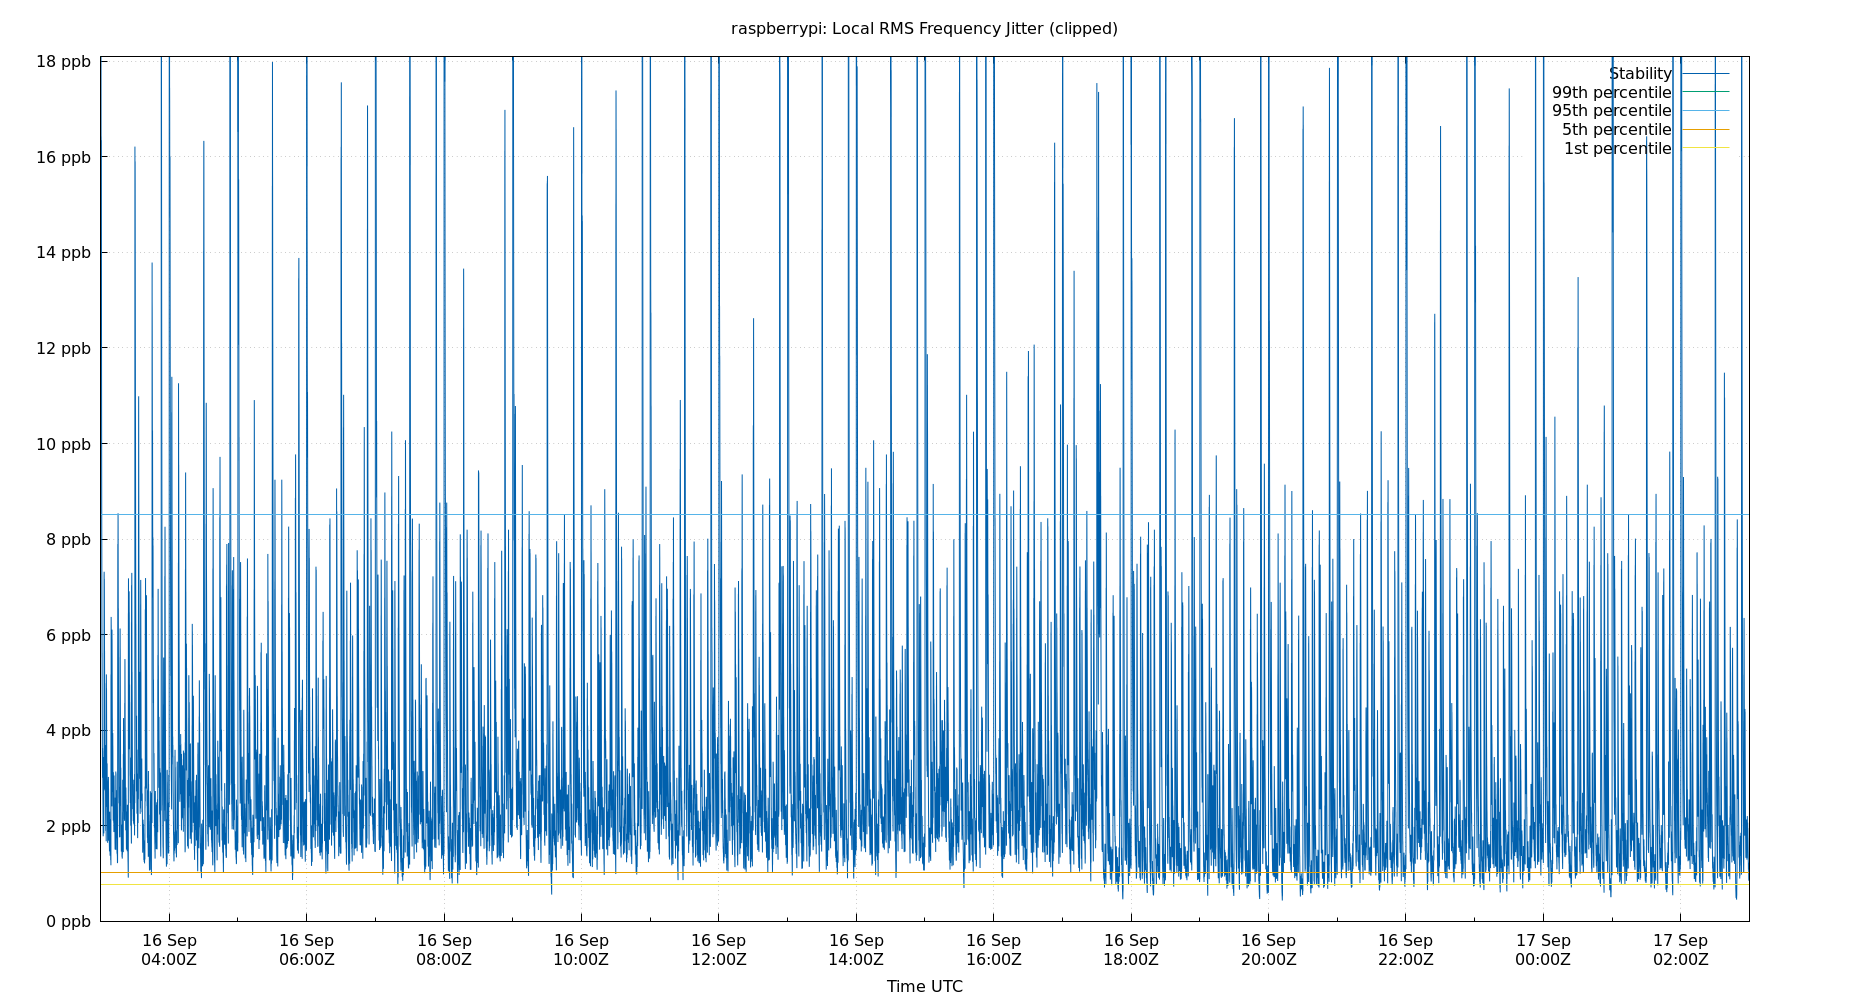 raspberrypi: Local RMS Frequency Jitter (clipped)
18 ppb
16 ppb
14 ppb
12 ppb
10 ppb
8 ppb
6 ppb
4 ppb
2 ppb
0 ppb
Stability
99th percentile
95th percentile
5th percentile
1st percentile
16 Sep 16 Sep 16 Sep 16 Sep 16 Sep 16 Sep 16 Sep 16 Sep 16 Sep 16 Sep 17 Sep 17 Sep
04:00Z 06:00Z 08:00Z 10:00Z 12:00Z 14:00Z 16:00Z 18:00Z 20:00Z 22:00Z 00:00Z 02:00Z
Time UTC